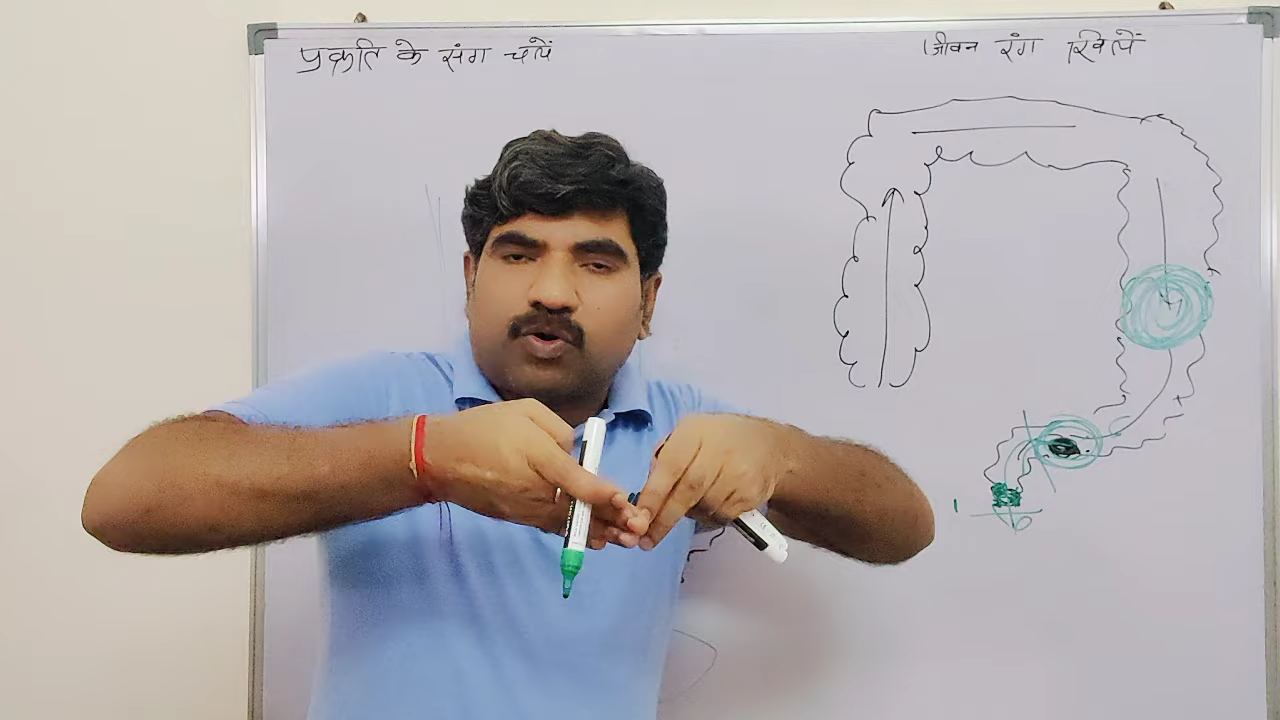 प्रकृति के संग चलें
जीवन रंग खिलें